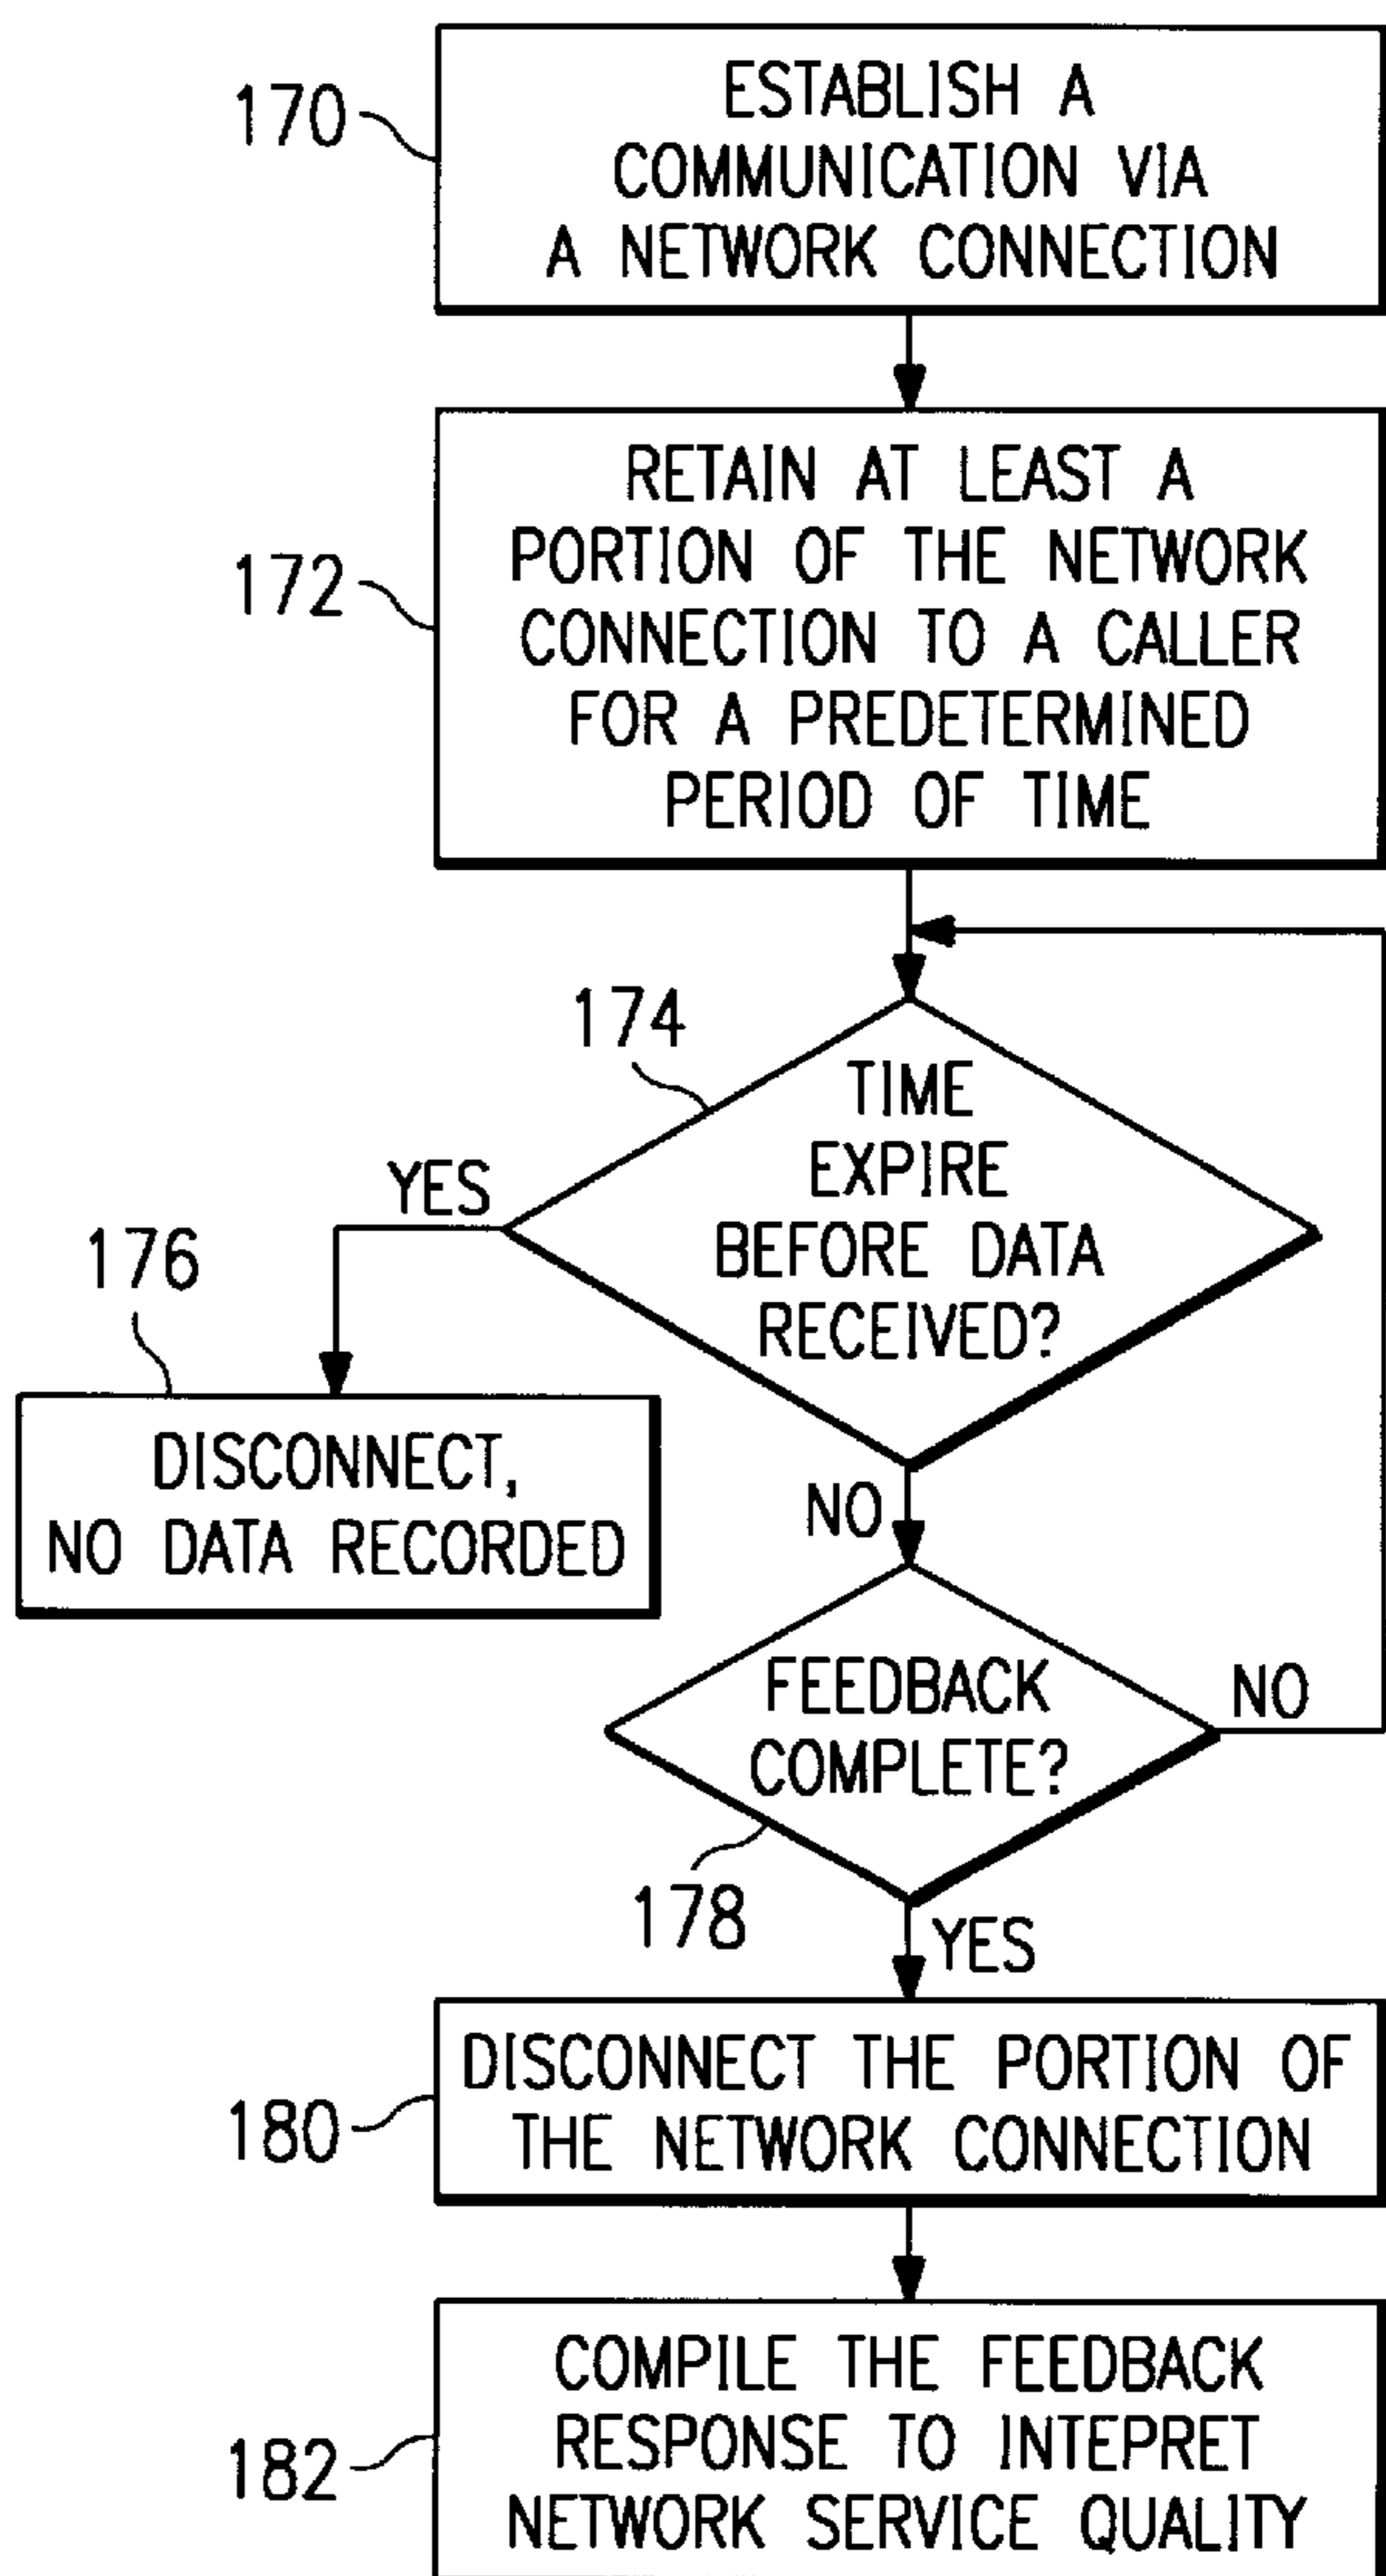 170
ESTABLISH A
COMMUNICATION VIA
A NETWORK CONNECTION
172
RETAIN AT LEAST A
PORTION OF THE NETWORK
CONNECTION TO A CALLER
FOR A PREDETERMINED
PERIOD OF TIME
174
TIME
EXPIRE
BEFORE DATA
RECEIVED?
YES
176
DISCONNECT,
NO DATA RECORDED
NO
FEEDBACK
COMPLETE?
NO
178
YES
180
DISCONNECT THE PORTION OF
THE NETWORK CONNECTION
182
COMPILE THE FEEDBACK
RESPONSE TO INTEPRET
NETWORK SERVICE QUALITY